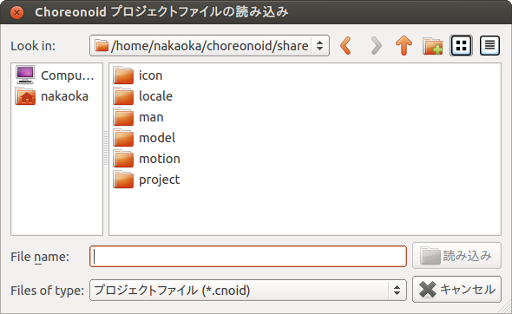 Choreonoid プロジェクトファイルの読み込み
Look in: /home/nakaoka/choreonoid/share
Compu...
nakaoka
icon
locale
man
model
motion
project
File name: 読み込み
Files of type: プロジェクトファイル (*.cnoid) キャンセル